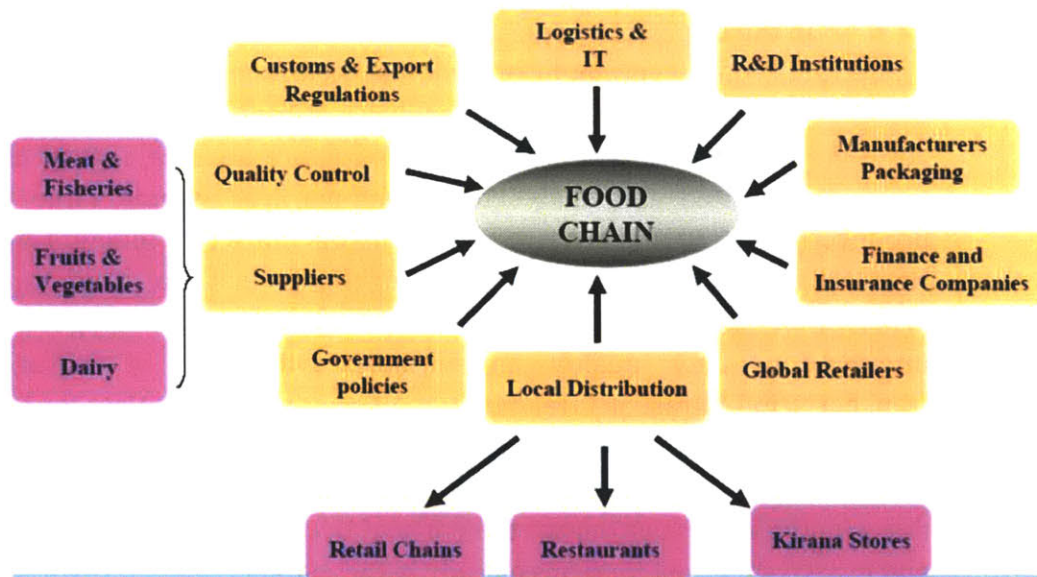 Logistics &
IT
Customs & Export
Regulations
R&D Institutions
Meat &
Fisheries
Quality Control
Manufacturers
Packaging
FOOD
CHAIN
Fruits &
Vegetables
Suppliers
Finance and
Insurance Companies
Dairy
Government
policies
Local Distribution
Global Retailers
Retail Chains
Restaurants
Kirana Stores